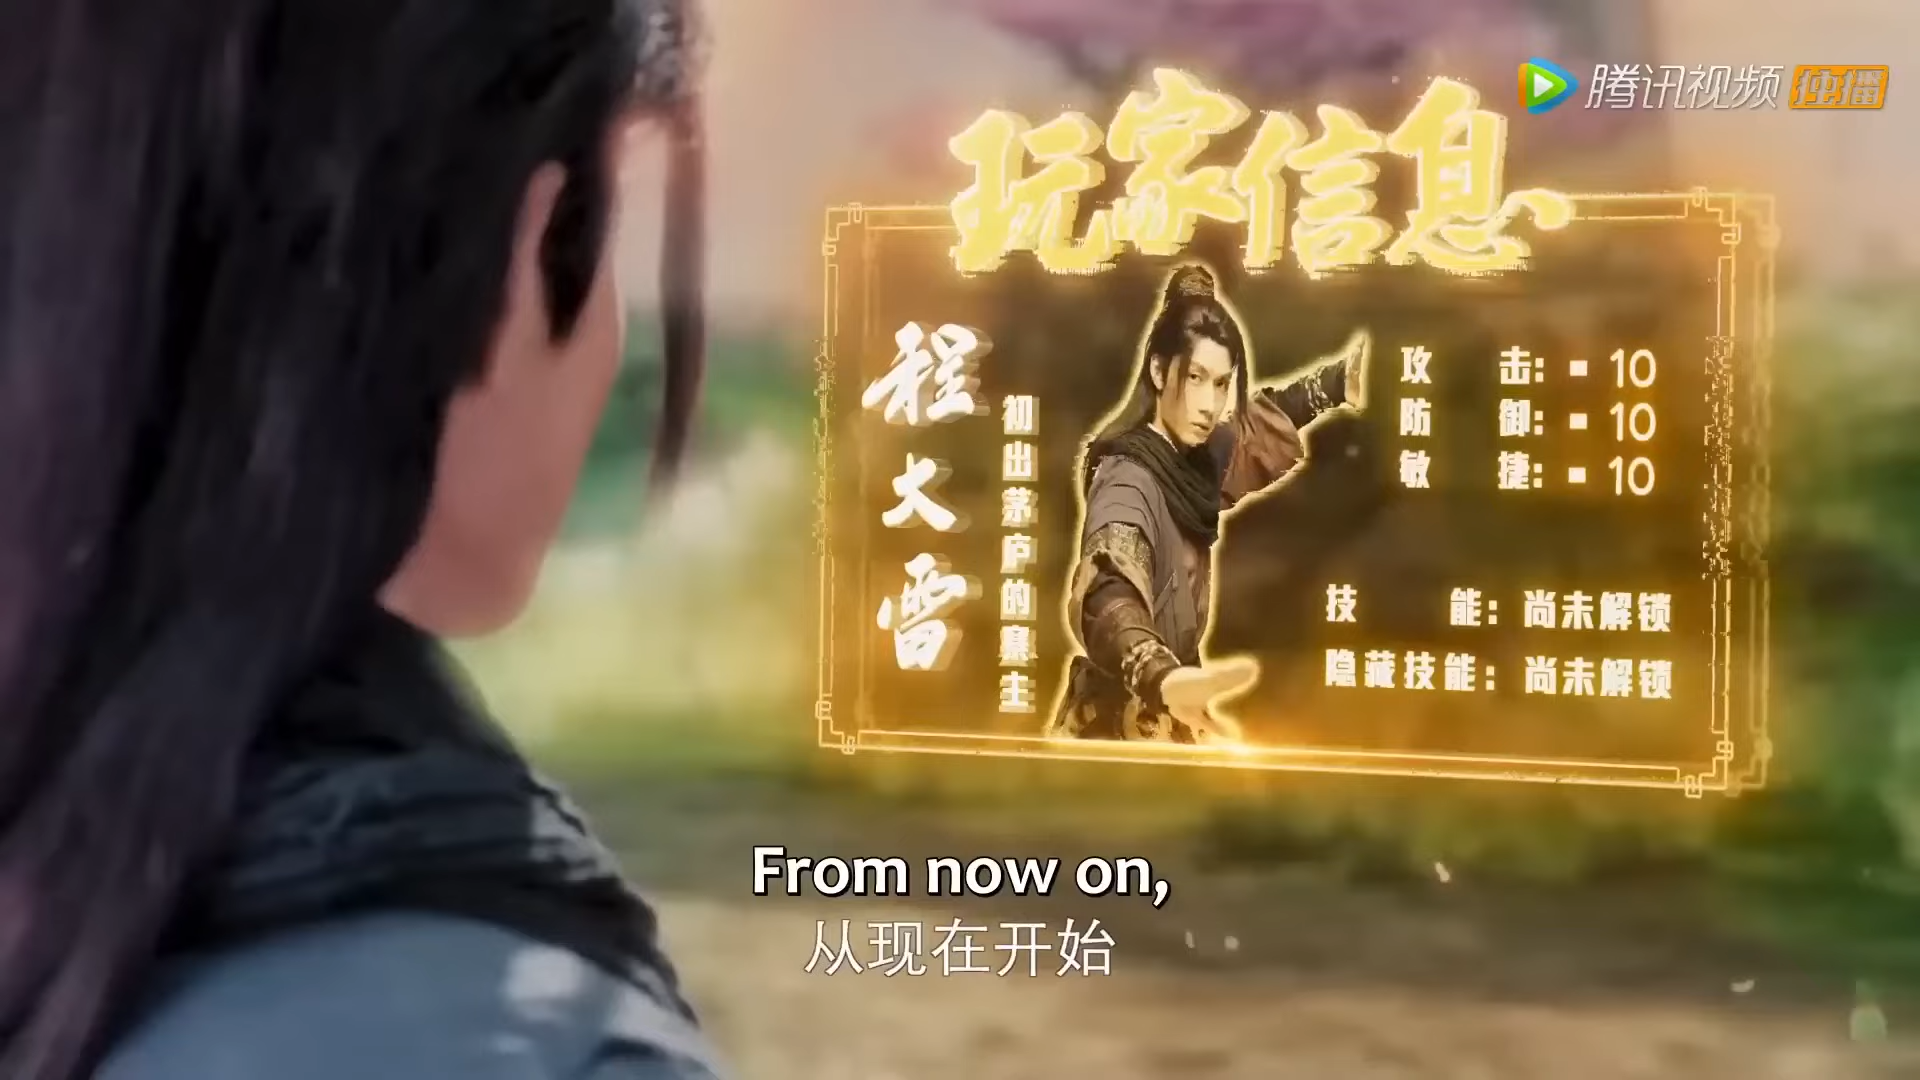 腾讯视频 独播
玩家信息
程大雷
初出茅庐的寨主
攻 击: 10
防 御: 10
敏 捷: 10
技 能: 尚未解锁
隐藏技能: 尚未解锁
From now on,
从现在开始